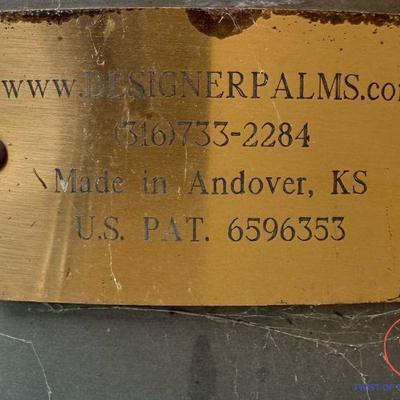 www.DESIGNERPALMS.co
(316)733-2284
Made in Andover, KS
U.S. PAT. 6596353